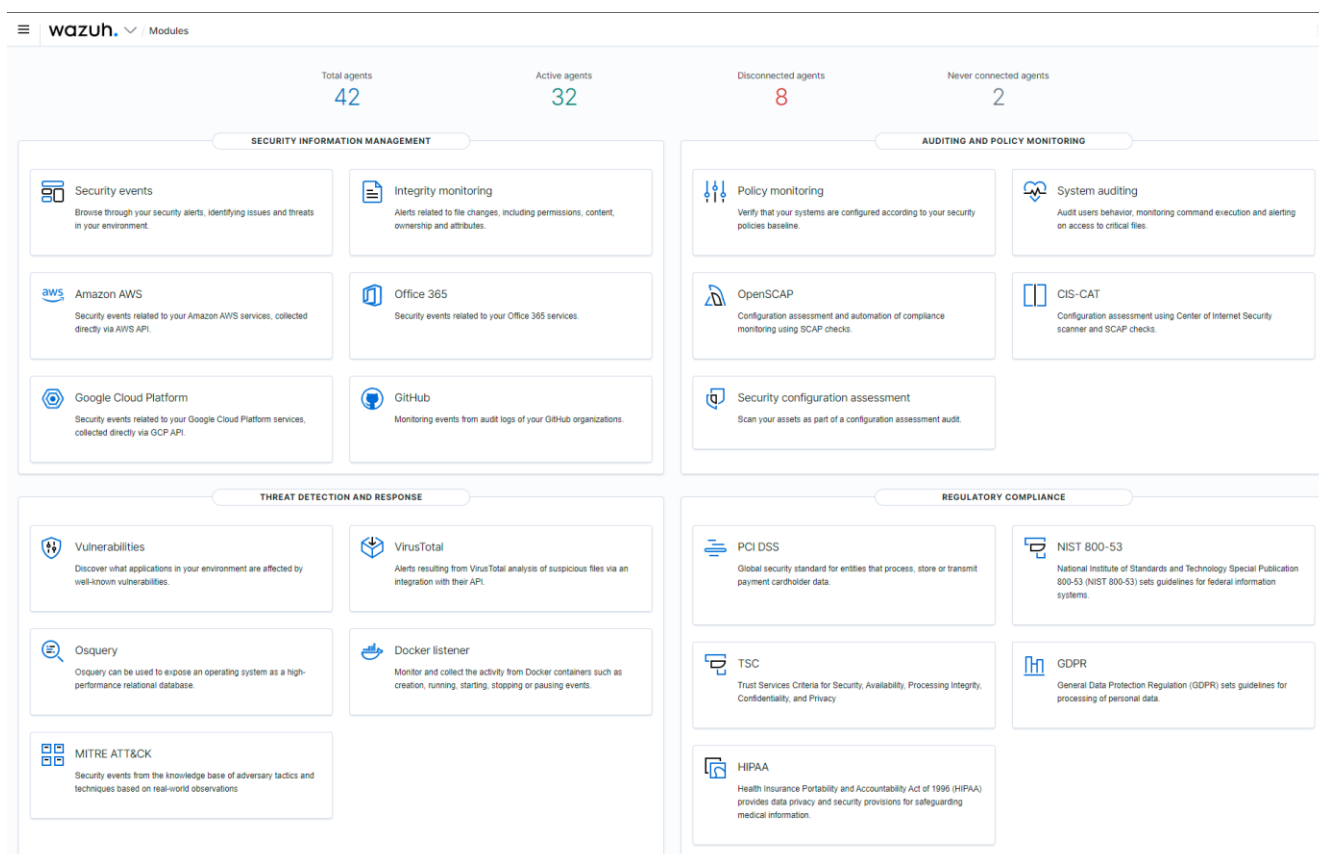 wazuh. / Modules
Total agents
42
Active agents
32
Disconnected agents
8
Never connected agents
2
SECURITY INFORMATION MANAGEMENT
Security events
Browse through your security alerts, identifying issues and threats
in your environment.
Integrity monitoring
Alerts related to file changes, including permissions, content,
ownership and attributes.
aws
Amazon AWS
Security events related to your Amazon AWS services, collected
directly via AWS API.
Office 365
Security events related to your Office 365 services.
Google Cloud Platform
Security events related to your Google Cloud Platform services,
collected directly via GCP API.
GitHub
Monitoring events from audit logs of your GitHub organizations.
AUDITING AND POLICY MONITORING
Policy monitoring
Verify that your systems are configured according to your security
policies baseline.
System auditing
Audit users behavior, monitoring command execution and alerting
on access to critical files.
OpenSCAP
Configuration assessment and automation of compliance
monitoring using SCAP checks.
CIS-CAT
Configuration assessment using Center of Internet Security
scanner and SCAP checks.
Security configuration assessment
Scan your assets as part of a configuration assessment audit.
THREAT DETECTION AND RESPONSE
Vulnerabilities
Discover what applications in your environment are affected by
well-known vulnerabilities.
VirusTotal
Alerts resulting from VirusTotal analysis of suspicious files via an
integration with their API.
Osquery
Osquery can be used to expose an operating system as a high-
performance relational database.
Docker listener
Monitor and collect the activity from Docker containers such as
creation, running, starting, stopping or pausing events.
MITRE ATT&CK
Security events from the knowledge base of adversary tactics and
techniques based on real-world observations
REGULATORY COMPLIANCE
PCI DSS
Global security standard for entities that process, store or transmit
payment cardholder data.
NIST 800-53
National Institute of Standards and Technology Special Publication
800-53 (NIST 800-53) sets guidelines for federal information
systems.
TSC
Trust Services Criteria for Security, Availability, Processing Integrity,
Confidentiality, and Privacy
GDPR
General Data Protection Regulation (GDPR) sets guidelines for
processing of personal data.
HIPAA
Health Insurance Portability and Accountability Act of 1996 (HIPAA)
provides data privacy and security provisions for safeguarding
medical information.